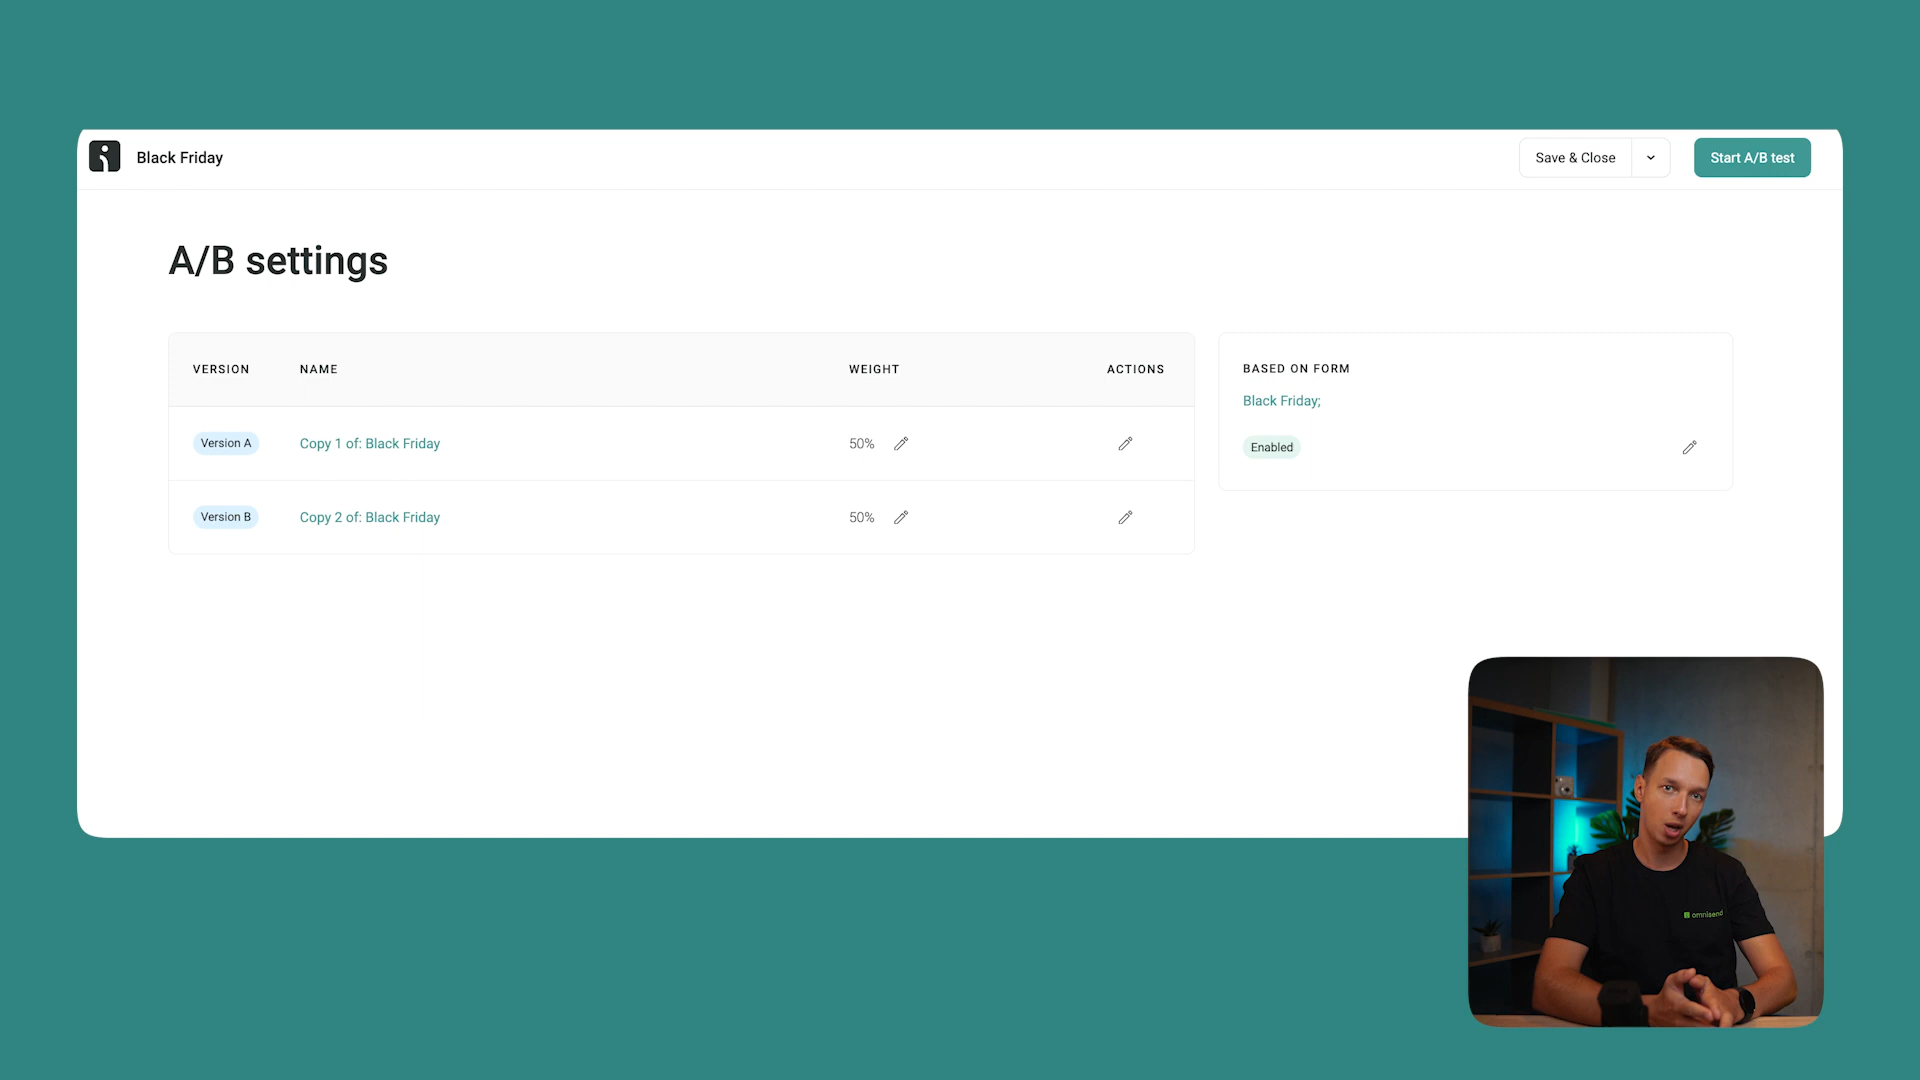 Black Friday
Save & Close
Start A/B test
A/B settings
VERSION NAME WEIGHT ACTIONS
Version A Copy 1 of: Black Friday 50%
Version B Copy 2 of: Black Friday 50%
BASED ON FORM
Black Friday;
Enabled
omnisend